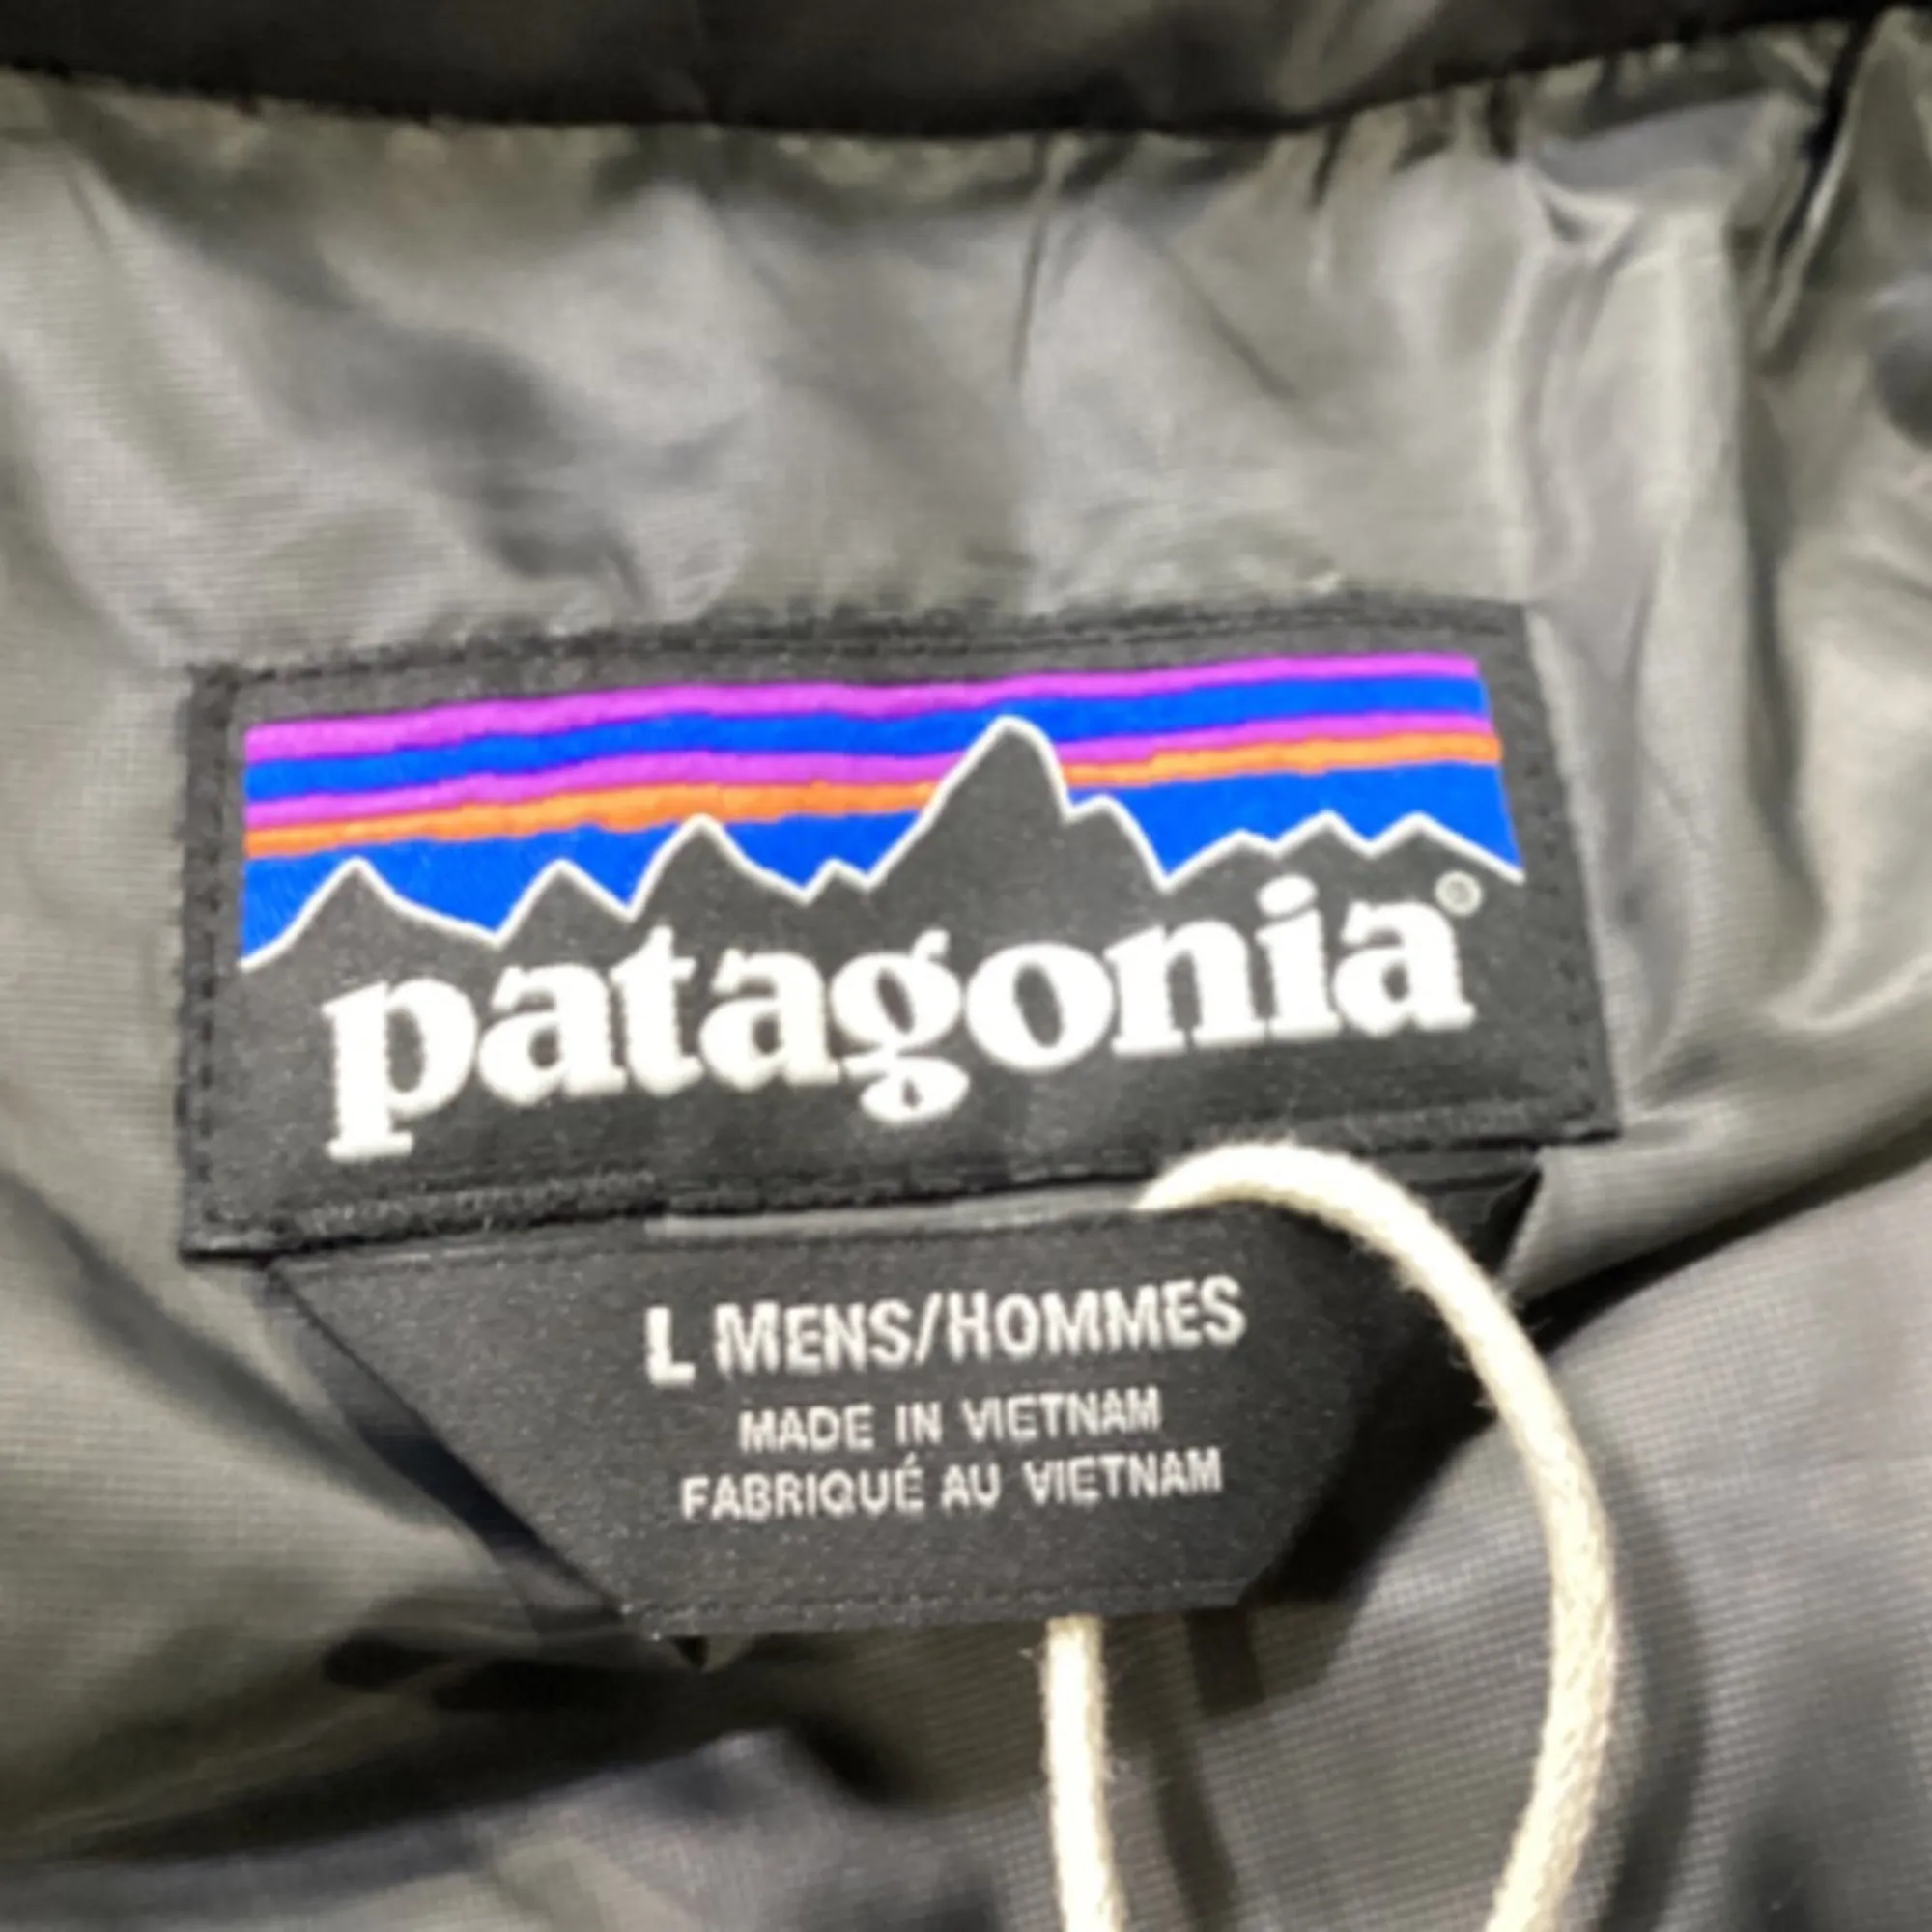 patagonia®
L MENS/HOMMES
MADE IN VIETNAM
FABRIQUÉ AU VIETNAM